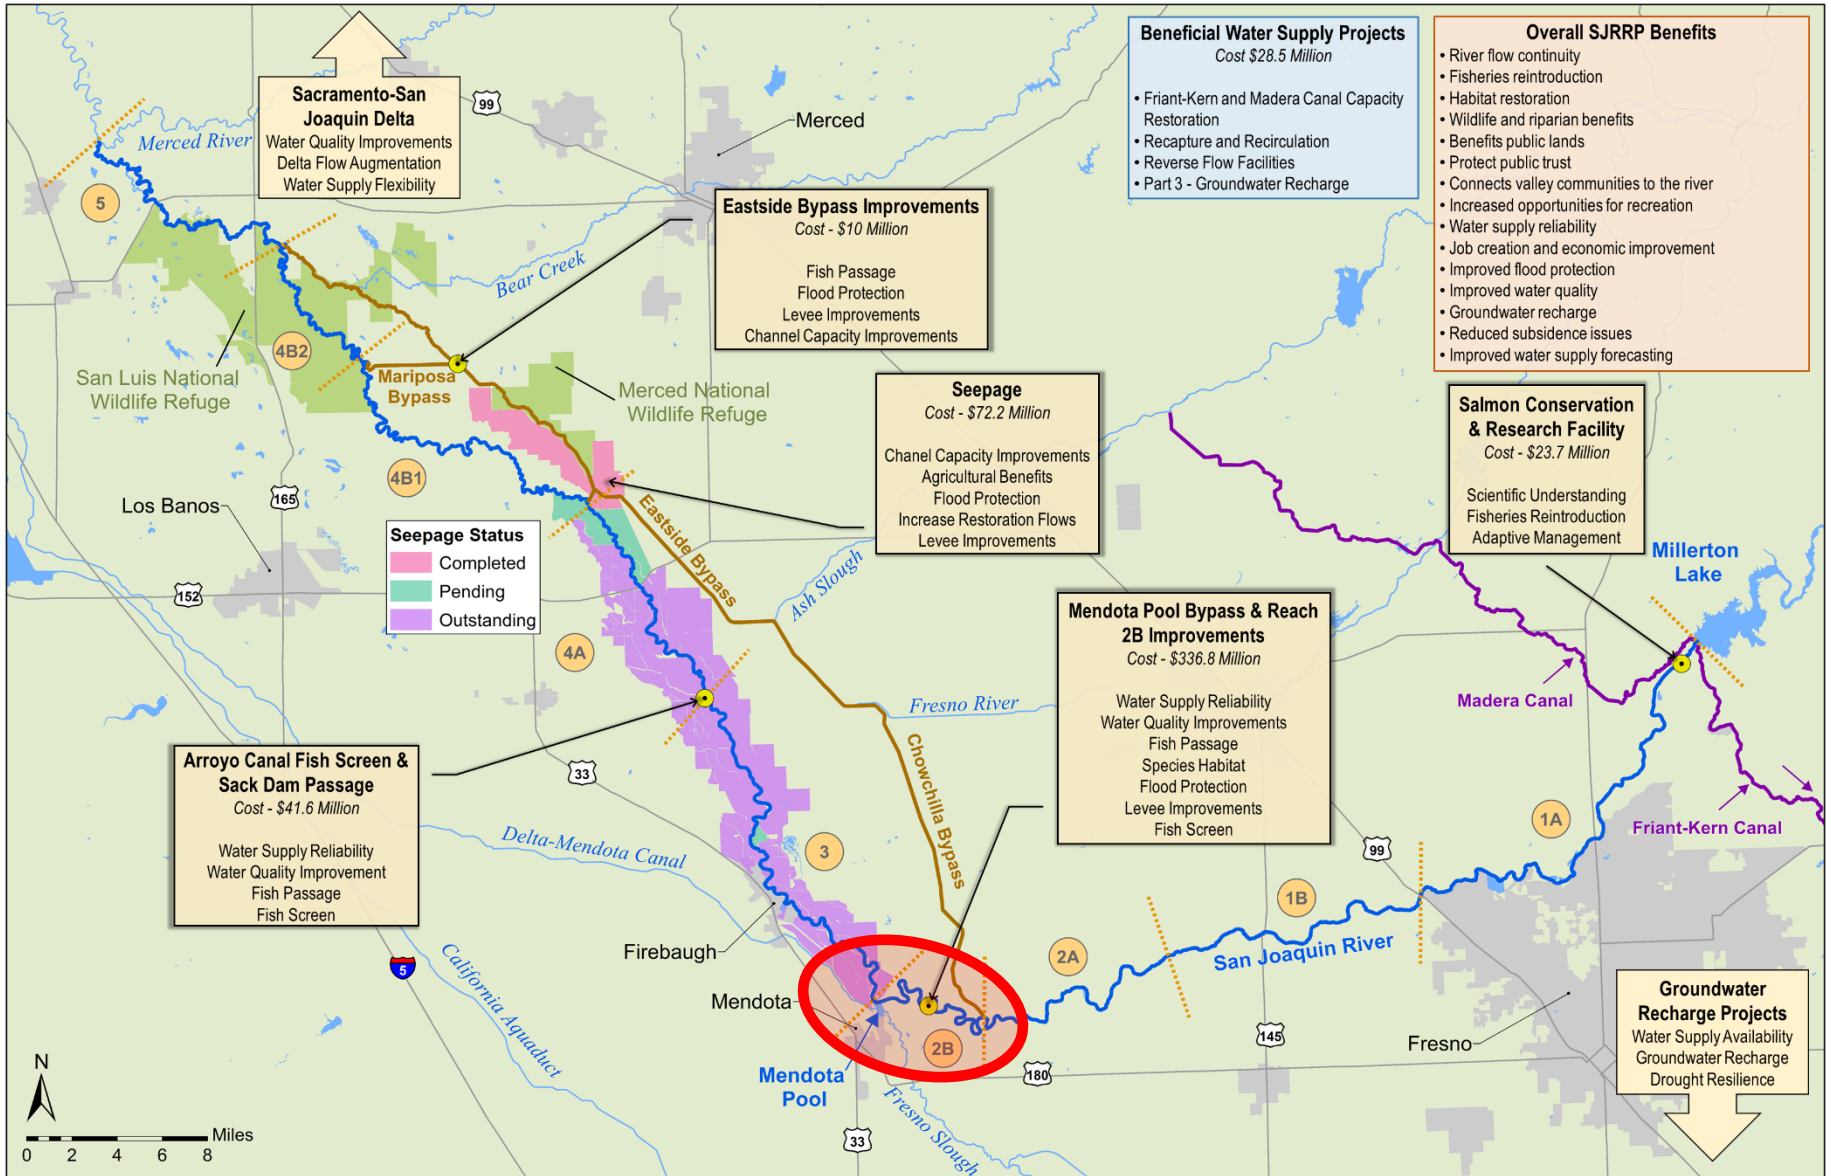 Sacramento-San
Joaquin Delta
Water Quality Improvements
Delta Flow Augmentation
Water Supply Flexibility
Beneficial Water Supply Projects
Cost $28.5 Million
• Friant-Kern and Madera Canal Capacity
Restoration
• Recapture and Recirculation
• Reverse Flow Facilities
• Part 3 - Groundwater Recharge
Overall SJRRP Benefits
• River flow continuity
• Fisheries reintroduction
• Habitat restoration
• Wildlife and riparian benefits
• Benefits public lands
• Protect public trust
• Connects valley communities to the river
• Increased opportunities for recreation
• Water supply reliability
• Job creation and economic improvement
• Improved flood protection
• Improved water quality
• Groundwater recharge
• Reduced subsidence issues
• Improved water supply forecasting
99
Merced
Merced River
5
Eastside Bypass Improvements
Cost - $10 Million
Fish Passage
Flood Protection
Levee Improvements
Channel Capacity Improvements
Bear Creek
4B2
San Luis National
Wildlife Refuge
Mariposa
Bypass
Merced National
Wildlife Refuge
Seepage
Cost - $72.2 Million
Chanel Capacity Improvements
Agricultural Benefits
Flood Protection
Increase Restoration Flows
Levee Improvements
Salmon Conservation
& Research Facility
Cost - $23.7 Million
Scientific Understanding
Fisheries Reintroduction
Adaptive Management
4B1
165
Los Banos
Seepage Status
Completed
Pending
Outstanding
Eastside Bypass
Ash Slough
Millerton
Lake
152
4A
Mendota Pool Bypass & Reach
2B Improvements
Cost - $336.8 Million
Water Supply Reliability
Water Quality Improvements
Fish Passage
Species Habitat
Flood Protection
Levee Improvements
Fish Screen
Fresno River
Madera Canal
Arroyo Canal Fish Screen &
Sack Dam Passage
Cost - $41.6 Million
Water Supply Reliability
Water Quality Improvement
Fish Passage
Fish Screen
33
Chowchilla Bypass
Delta-Mendota Canal
3
1A
Friant-Kern Canal
99
1B
Firebaugh
2A
San Joaquin River
5
California Aquaduct
Mendota
2B
Mendota
Pool
Fresno Slough
180
145
Fresno
Groundwater
Recharge Projects
Water Supply Availability
Groundwater Recharge
Drought Resilience
33
N
Miles
0 2 4 6 8